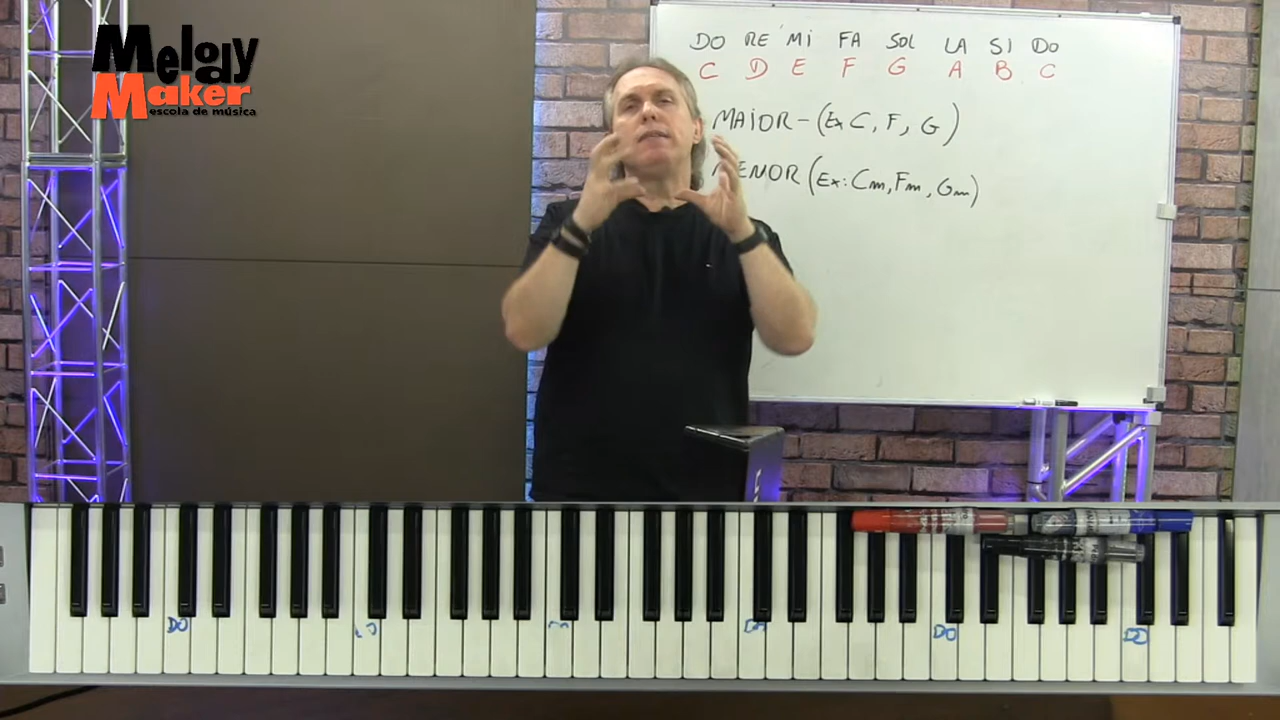 Melody
Maker
escola de música
DO RE MI FA SOL LA SI DO
C D E F G A B C
MAIOR - (Ex C, F, G)
MENOR (Ex: Cm, Fm, Gm)
DO
DO
DO